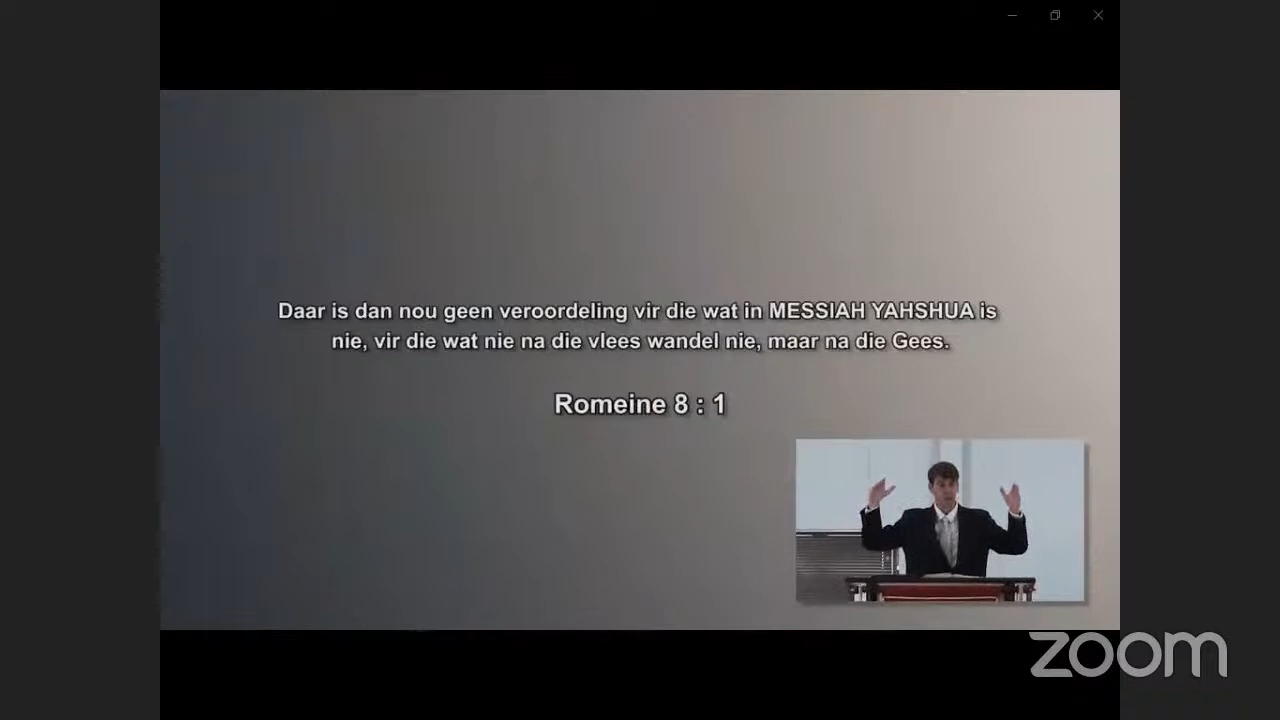 Daar is dan nou geen veroordeling vir die wat in MESSIAH YAHSHUA is
nie, vir die wat nie na die vlees wandel nie, maar na die Gees.
Romeine 8 : 1
zoom